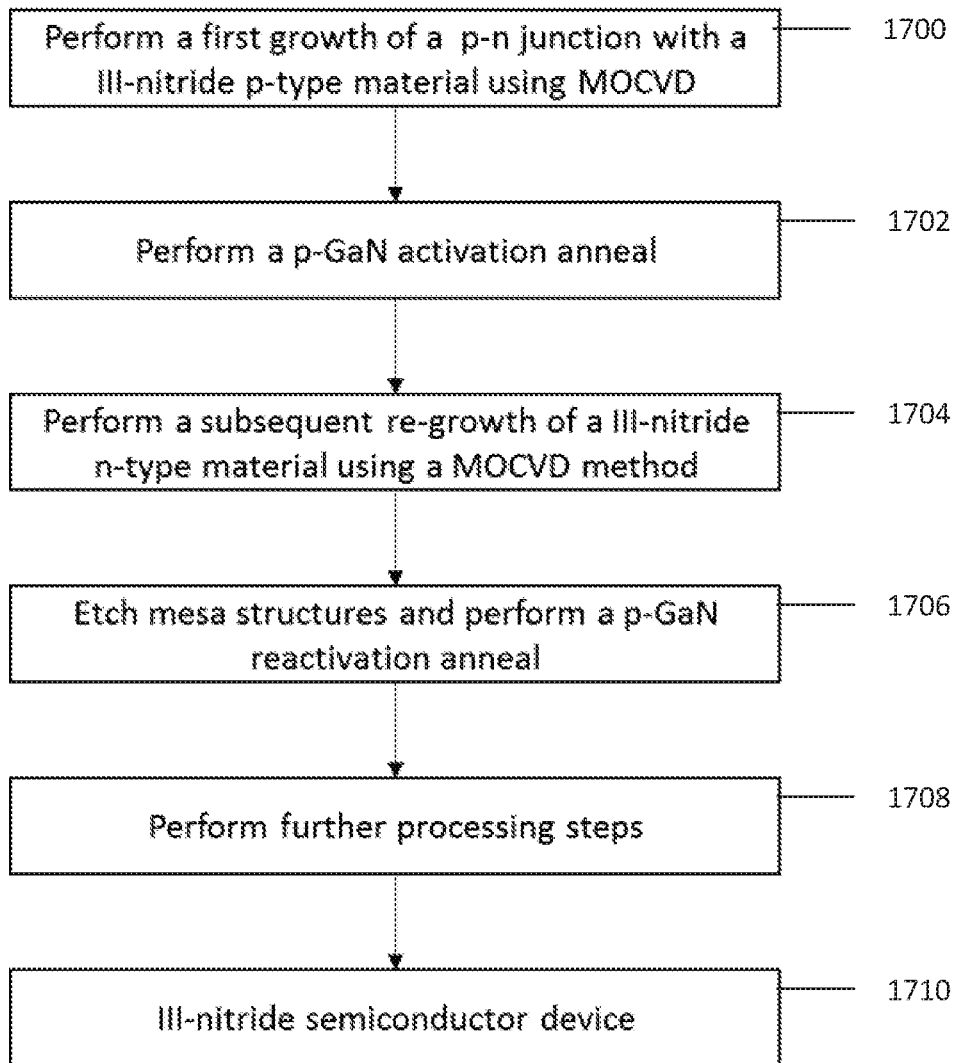 Perform a first growth of a p-n junction with a
III-nitride p-type material using MOCVD
1700
Perform a p-GaN activation anneal
1702
Perform a subsequent re-growth of a III-nitride
n-type material using a MOCVD method
1704
Etch mesa structures and perform a p-GaN
reactivation anneal
1706
Perform further processing steps
1708
III-nitride semiconductor device
1710